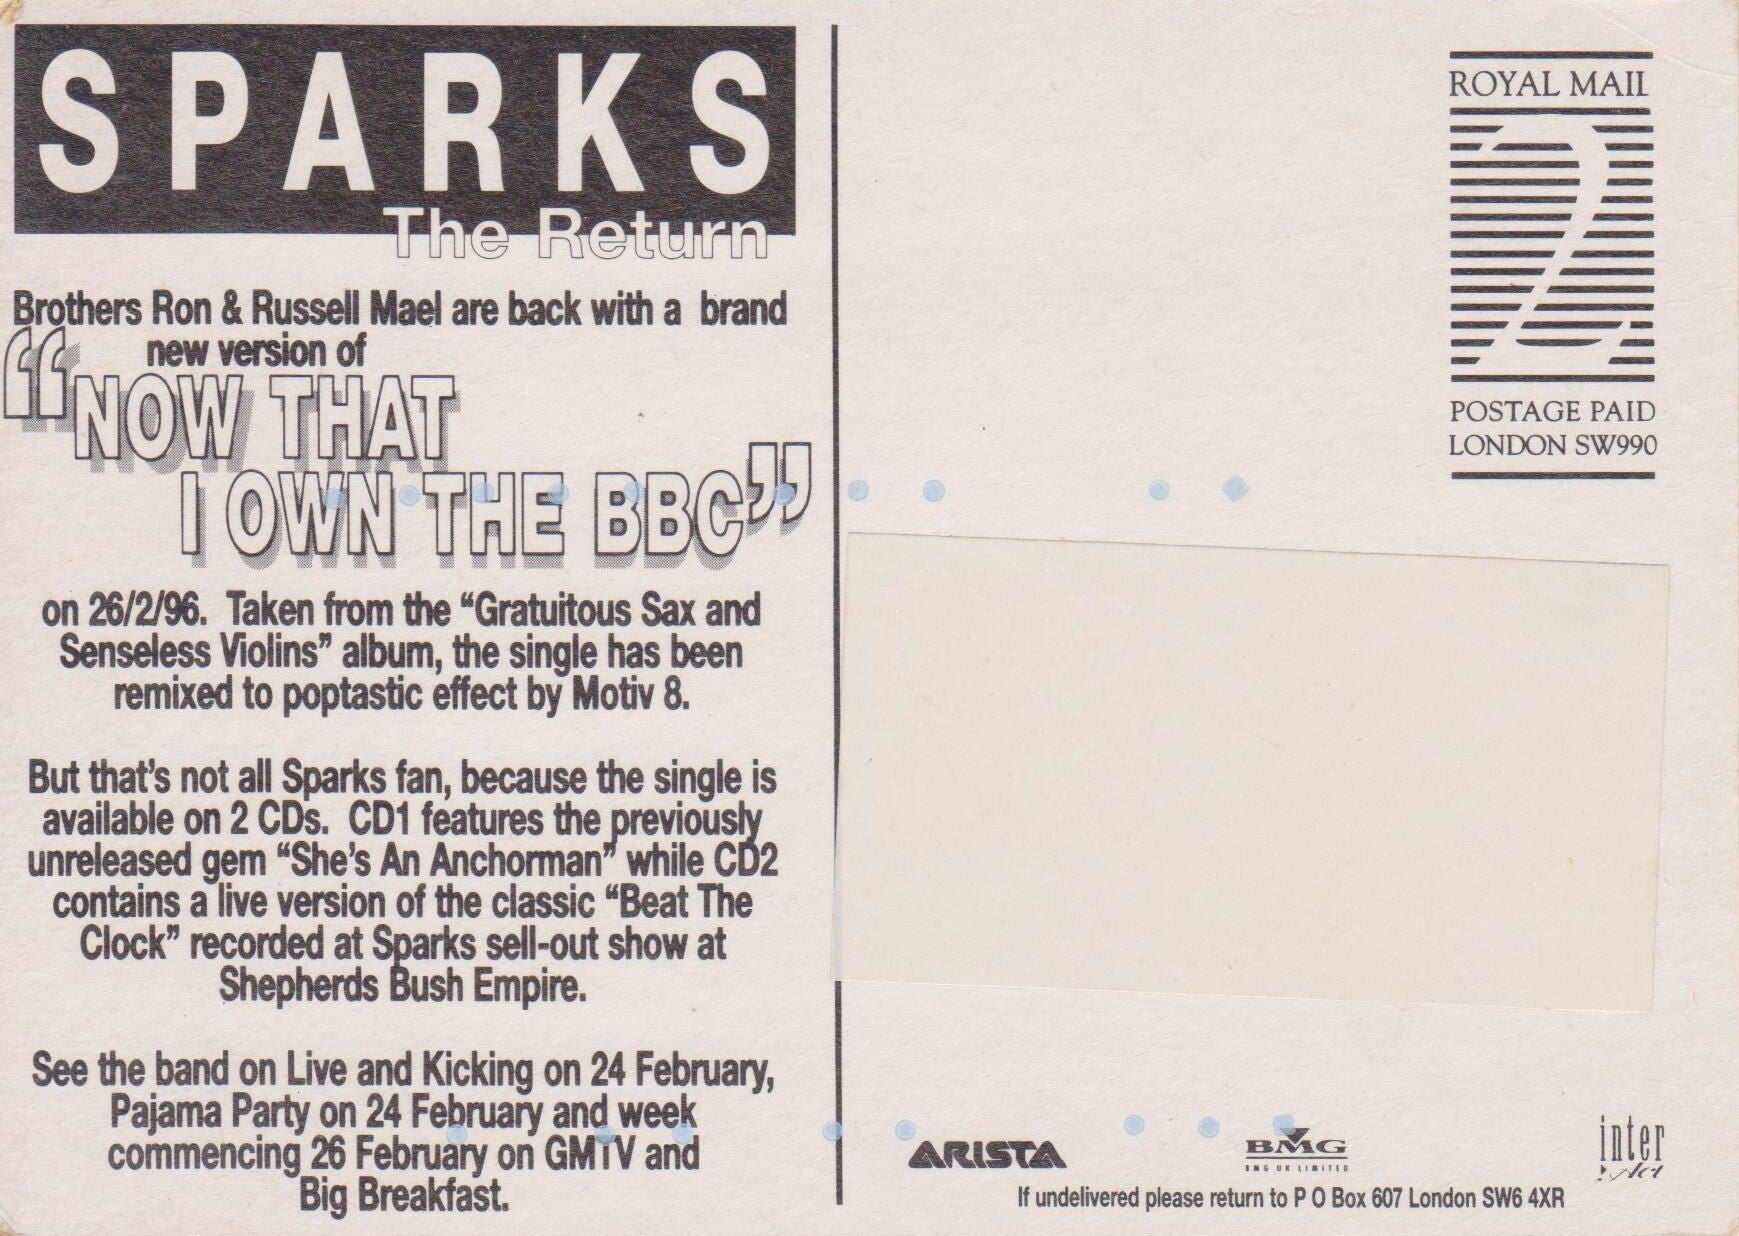 SPARKS
The Return
Brothers Ron & Russell Mael are back with a brand
new version of
“NOW THAT
I OWN THE BBC”
on 26/2/96. Taken from the “Gratuitous Sax and
Senseless Violins” album, the single has been
remixed to poptastic effect by Motiv 8.
But that's not all Sparks fan, because the single is
available on 2 CDs. CD1 features the previously
unreleased gem “She's An Anchorman” while CD2
contains a live version of the classic “Beat The
Clock” recorded at Sparks sell-out show at
Shepherds Bush Empire.
See the band on Live and Kicking on 24 February,
Pajama Party on 24 February and week
commencing 26 February on GMTV and
Big Breakfast.
ROYAL MAIL
2
POSTAGE PAID
LONDON SW990
ARISTA
BMG
BMG UK LIMITED
inter
Act
If undelivered please return to P O Box 607 London SW6 4XR